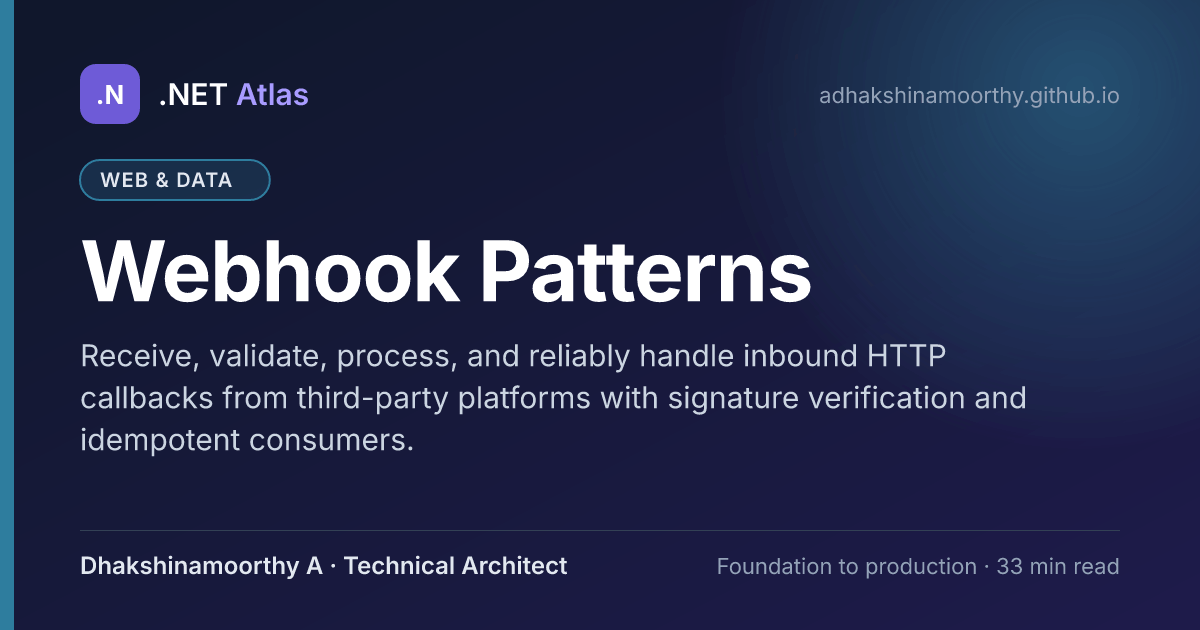 .N
.NET Atlas
adhakshinamoorthy.github.io
WEB & DATA
Webhook Patterns
Receive, validate, process, and reliably handle inbound HTTP
callbacks from third-party platforms with signature verification and
idempotent consumers.
Dhakshinamoorthy A · Technical Architect
Foundation to production · 33 min read